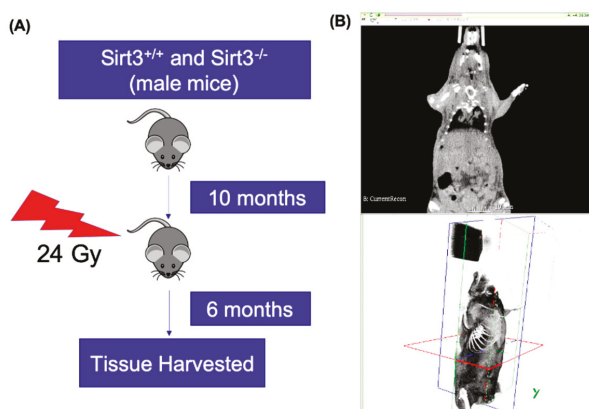 (A)
Sirt3+/+ and Sirt3-/-
(male mice)
10 months
24 Gy
6 months
Tissue Harvested
(B)
CurrentRecon
y